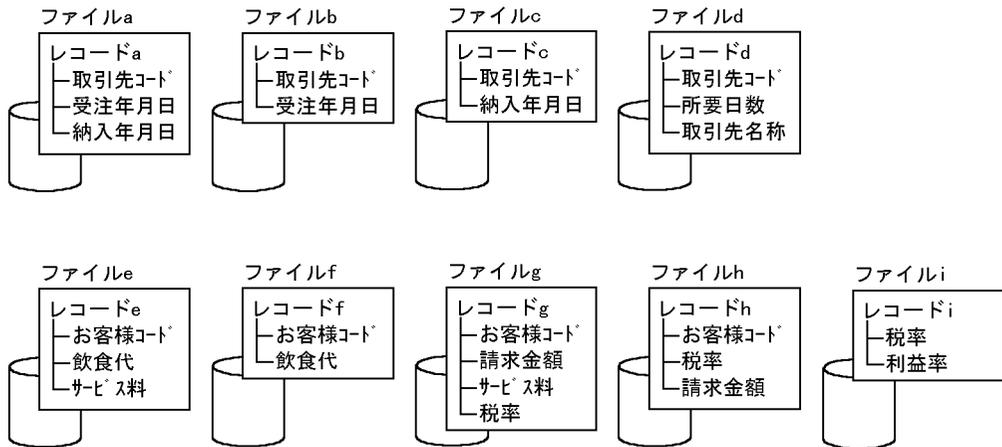 ファイルa
レコードa
取引先コード
受注年月日
納入年月日
ファイルb
レコードb
取引先コード
受注年月日
ファイルc
レコードc
取引先コード
納入年月日
ファイルd
レコードd
取引先コード
所要日数
取引先名称
ファイルe
レコードe
お客様コード
飲食代
サービス料
ファイルf
レコードf
お客様コード
飲食代
ファイルg
レコードg
お客様コード
請求金額
サービス料
税率
ファイルh
レコードh
お客様コード
税率
請求金額
ファイルi
レコードi
税率
利益率